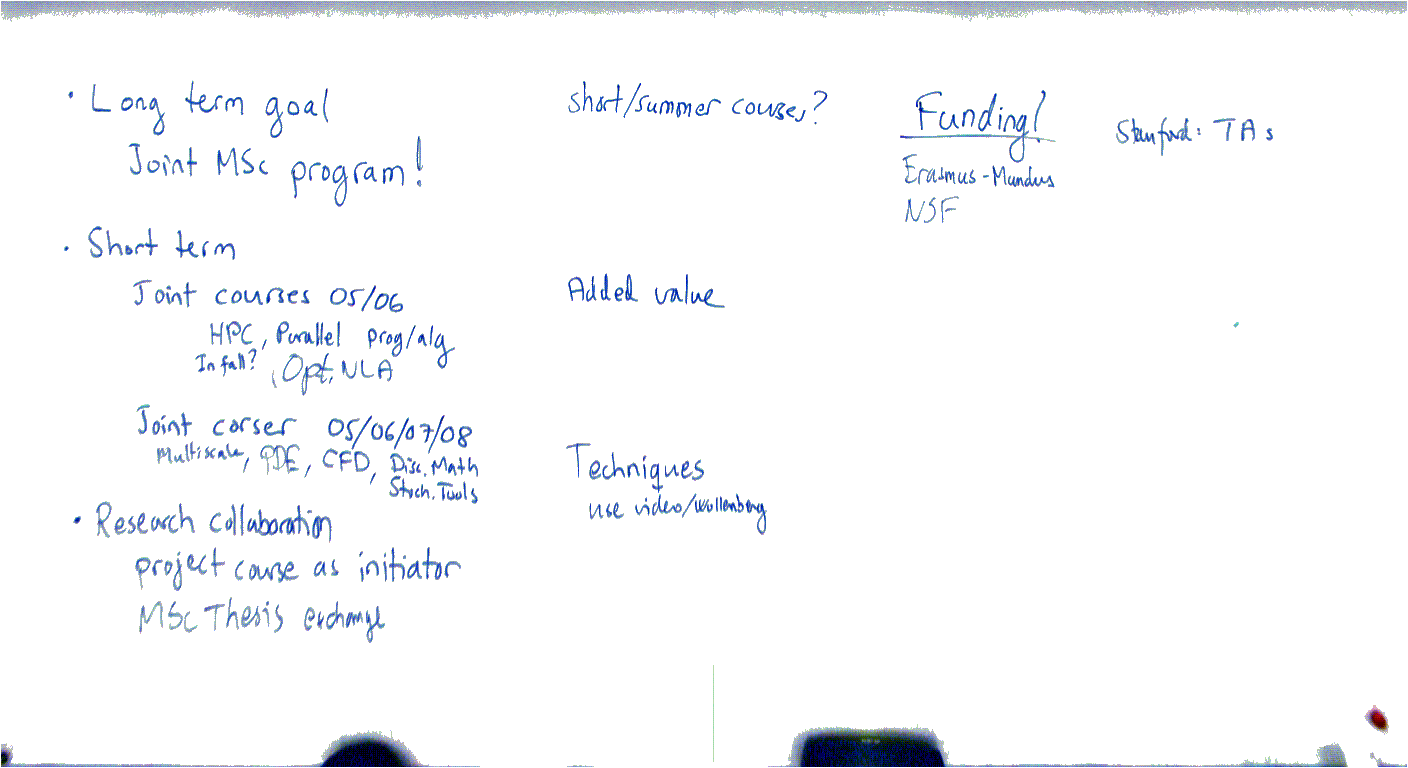 • Long term goal
Joint MSc program!
• Short term
Joint courses 05/06
HPC, Parallel prog/alg
In fall? , Opt, NLA
Joint corser 05/06/07/08
Multiscale, PDE, CFD, Disc. Math
Stoch. Tools
• Research collaboration
project course as initiator
MSc Thesis exchange
short/summer courses?
Added value
Techniques
use video/Wallenberg
Funding?
Erasmus-Mundus
NSF
Stanford: TAs